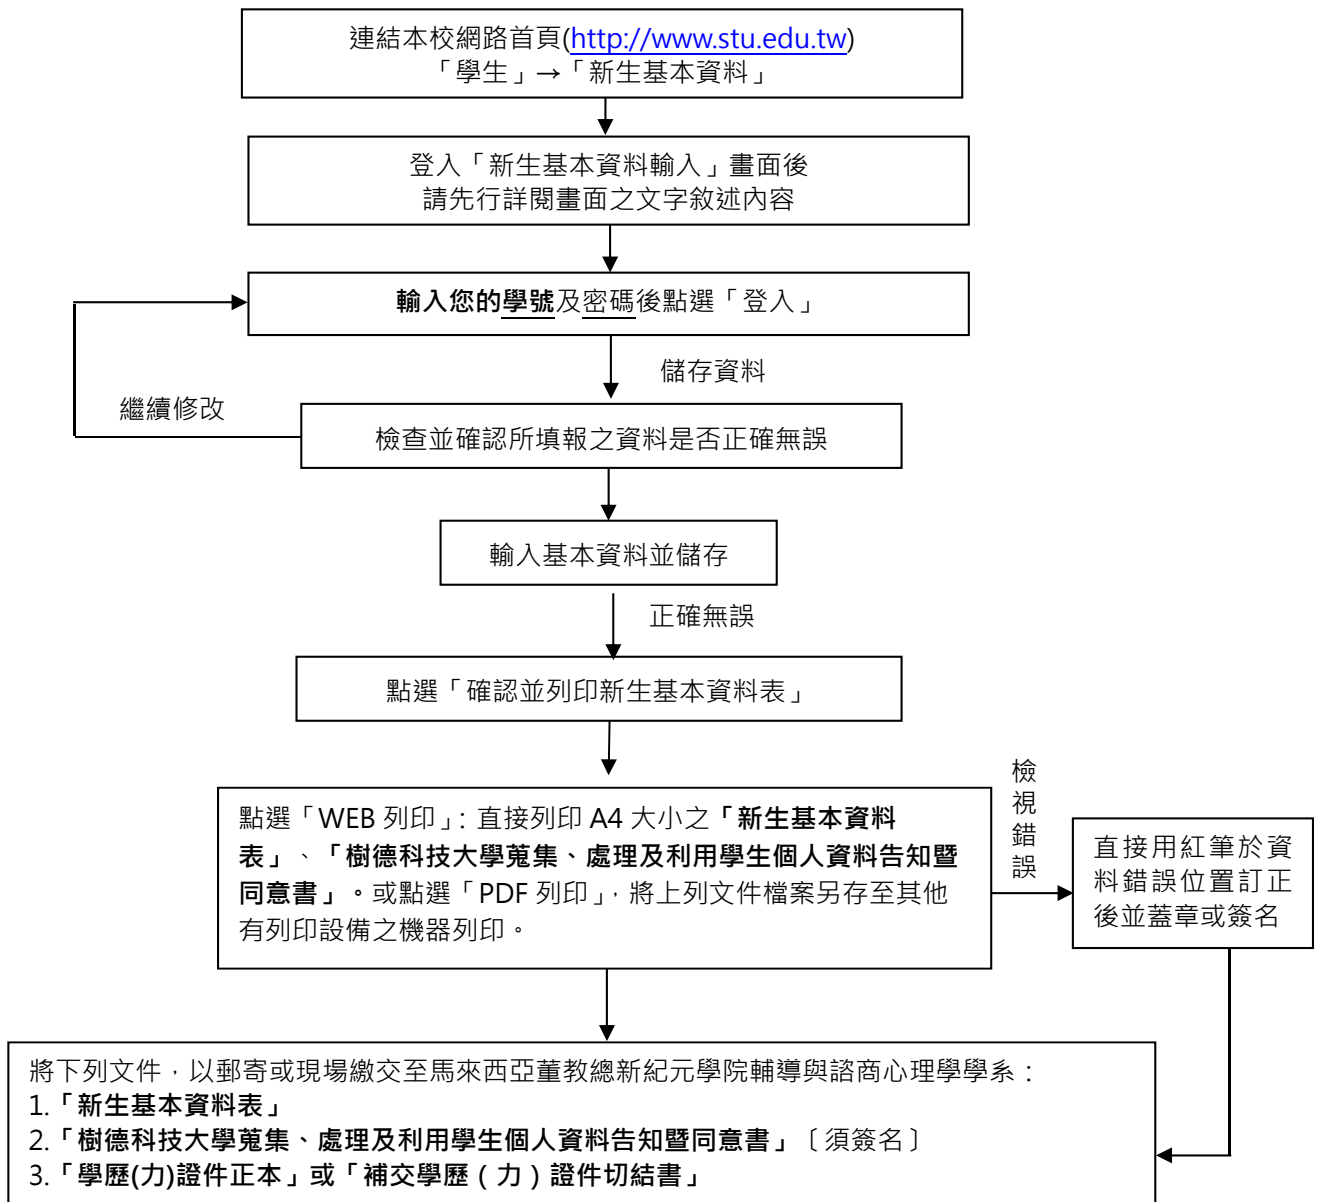 連結本校網路首頁(http://www.stu.edu.tw)
「學生」→「新生基本資料」
登入「新生基本資料輸入」畫面後
請先行詳閱畫面之文字敘述內容
輸入您的學號及密碼後點選「登入」
儲存資料
繼續修改
檢查並確認所填報之資料是否正確無誤
輸入基本資料並儲存
正確無誤
點選「確認並列印新生基本資料表」
點選「WEB 列印」：直接列印 A4 大小之「新生基本資料
表」、「樹德科技大學蒐集、處理及利用學生個人資料告知暨
同意書」。或點選「PDF 列印」，將上列文件檔案另存至其他
有列印設備之機器列印。
檢
視
錯
誤
直接用紅筆於資
料錯誤位置訂正
後並蓋章或簽名
將下列文件，以郵寄或現場繳交至馬來西亞董教總新紀元學院輔導與諮商心理學學系：
1.「新生基本資料表」
2.「樹德科技大學蒐集、處理及利用學生個人資料告知暨同意書」〔須簽名〕
3.「學歷(力)證件正本」或「補交學歷（力）證件切結書」